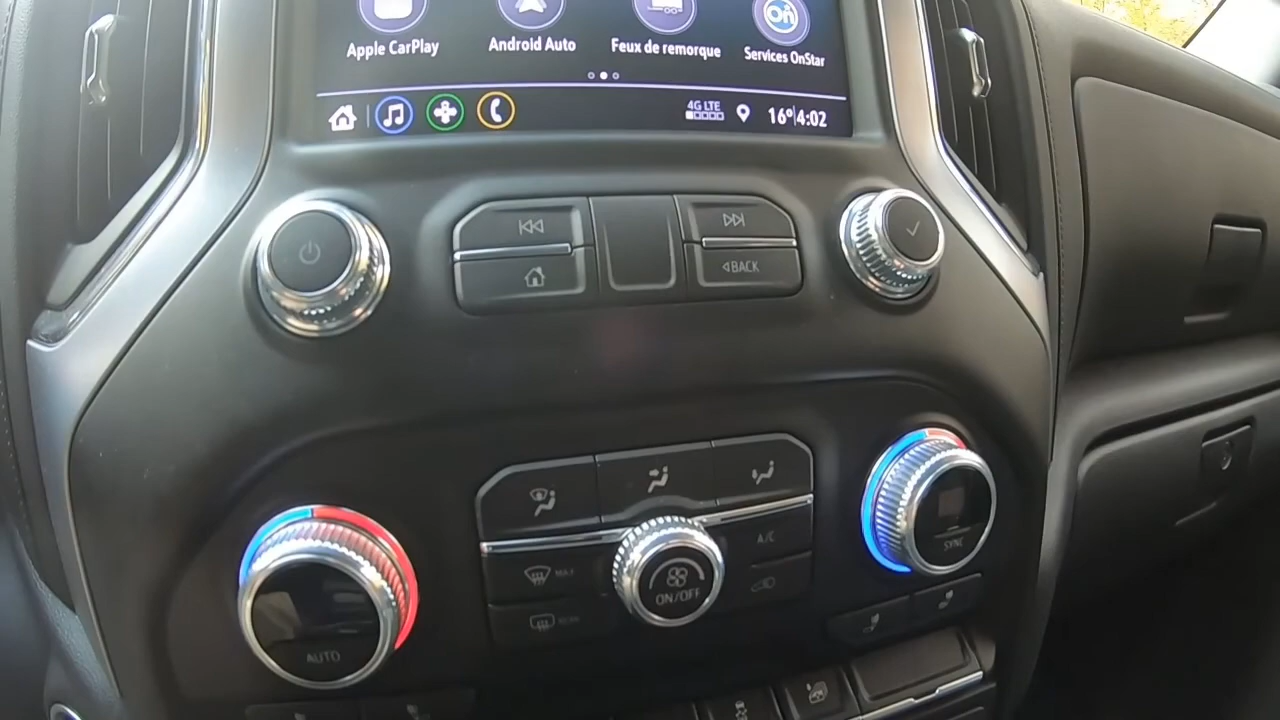 Apple CarPlay
Android Auto
Feux de remorque
On
Services OnStar
4G LTE
16° 4:02
BACK
A/C
MAX
ON/OFF
SYNC
AUTO